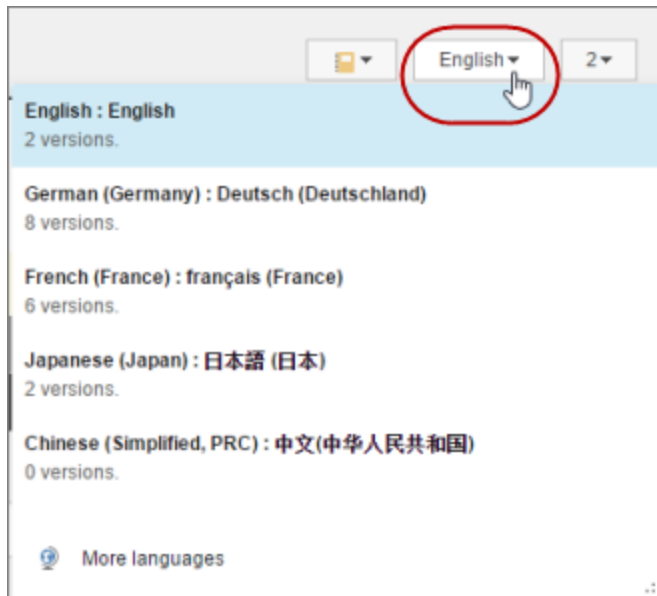 English
2
English : English
2 versions.
German (Germany) : Deutsch (Deutschland)
8 versions.
French (France) : français (France)
6 versions.
Japanese (Japan) : 日本語 (日本)
2 versions.
Chinese (Simplified, PRC) : 中文(中华人民共和国)
0 versions.
More languages